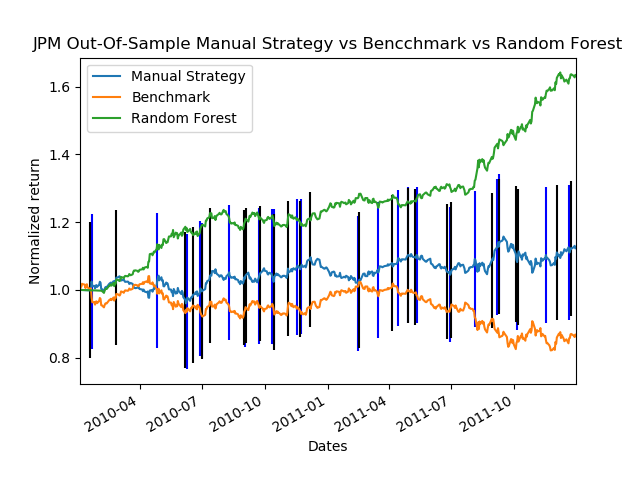 JPM Out-Of-Sample Manual Strategy vs Bencchmark vs Random Forest
Manual Strategy
Benchmark
Random Forest
Normalized return
1.6
1.4
1.2
1.0
0.8
2010-04
2010-07
2010-10
2011-01
2011-04
2011-07
2011-10
Dates